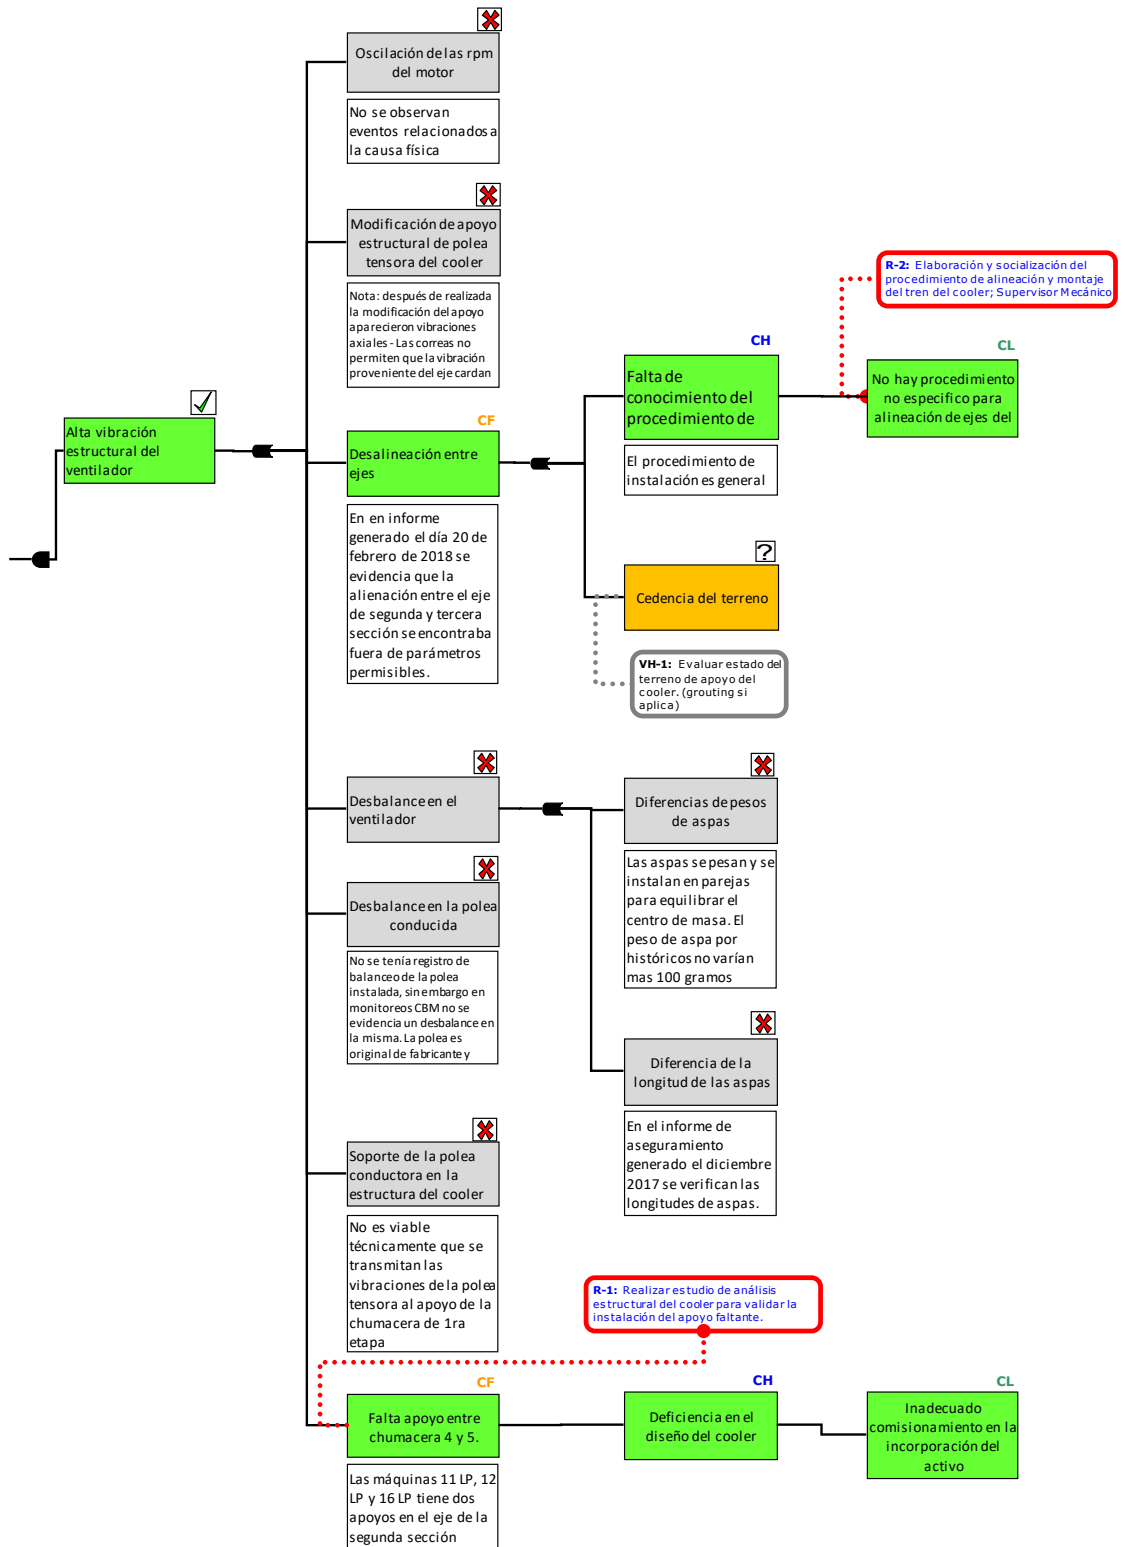 Oscilación de las rpm
del motor
No se observan
eventos relacionados a
la causa física
Modificación de apoyo
estructural de polea
tensora del cooler
Nota: después de realizada
la modificación del apoyo
aparecieron vibraciones
axiales - Las correas no
permiten que la vibración
proveniente del eje cardan
R-2: Elaboración y socialización del
procedimiento de alineación y montaje
del tren del cooler; Supervisor Mecánico
CH
Falta de
conocimiento del
procedimiento de
El procedimiento de
instalación es general
CL
No hay procedimiento
no especifico para
alineación de ejes del
Alta vibración
estructural del
ventilador
CF
Desalineación entre
ejes
En en informe
generado el día 20 de
febrero de 2018 se
evidencia que la
alienación entre el eje
de segunda y tercera
sección se encontraba
fuera de parámetros
permisibles.
?
Cedencia del terreno
VH-1: Evaluar estado del
terreno de apoyo del
cooler. (grouting si
aplica)
Desbalance en el
ventilador
Diferencias de pesos
de aspas
Las aspas se pesan y se
instalan en parejas
para equilibrar el
centro de masa. El
peso de aspa por
históricos no varían
mas 100 gramos
Desbalance en la polea
conducida
No se tenía registro de
balanceo de la polea
instalada, sin embargo en
monitoreos CBM no se
evidencia un desbalance en
la misma. La polea es
original de fabricante y
Diferencia de la
longitud de las aspas
En el informe de
aseguramiento
generado el diciembre
2017 se verifican las
longitudes de aspas.
Soporte de la polea
conductora en la
estructura del cooler
No es viable
técnicamente que se
transmitan las
vibraciones de la polea
tensora al apoyo de la
chumacera de 1ra
etapa
R-1: Realizar estudio de análisis
estructural del cooler para validar la
instalación del apoyo faltante.
CF
Falta apoyo entre
chumacera 4 y 5.
Las máquinas 11 LP, 12
LP y 16 LP tiene dos
apoyos en el eje de la
segunda sección
CH
Deficiencia en el
diseño del cooler
CL
Inadecuado
comisionamiento en la
incorporación del
activo